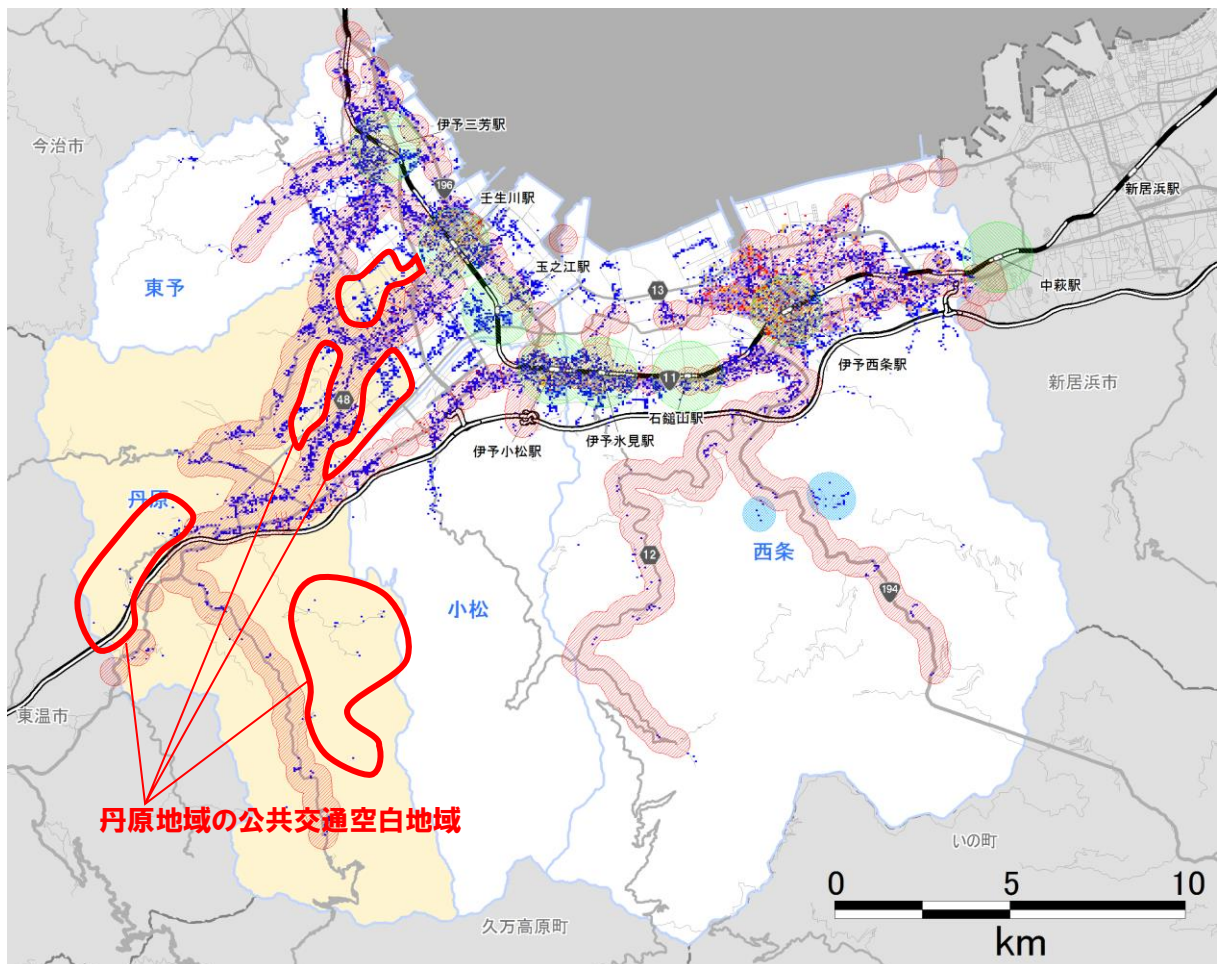 伊予三芳駅
今治市
196
壬生川駅
新居浜駅
玉之江駅
東予
13
中萩駅
伊予西条駅
新居浜市
11
48
石鎚山駅
伊予氷見駅
伊予小松駅
丹原
12
西条
194
小松
東温市
丹原地域の公共交通空白地域
いの町
久万高原町
0 5 10
km